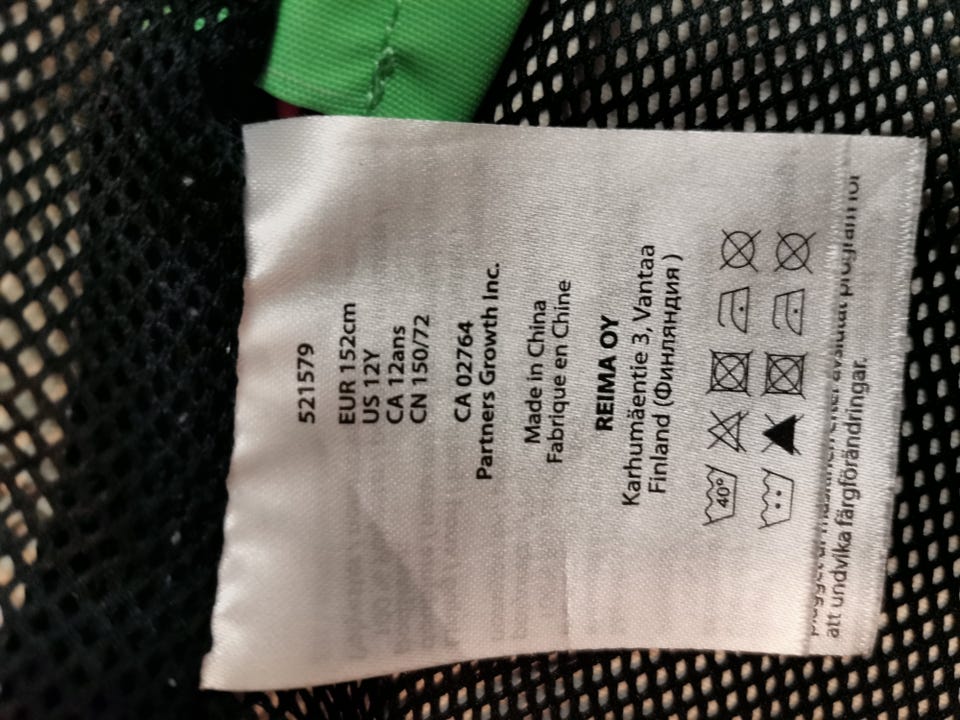 521579
EUR 152cm
US 12Y
CA 12ans
CN 150/72
CA 02764
Partners Growth Inc.
Made in China
Fabrique en Chine
REIMA OY
Karhumäentie 3, Vantaa
Finland (Финляндия )
40°
att undvika färgförändringar.